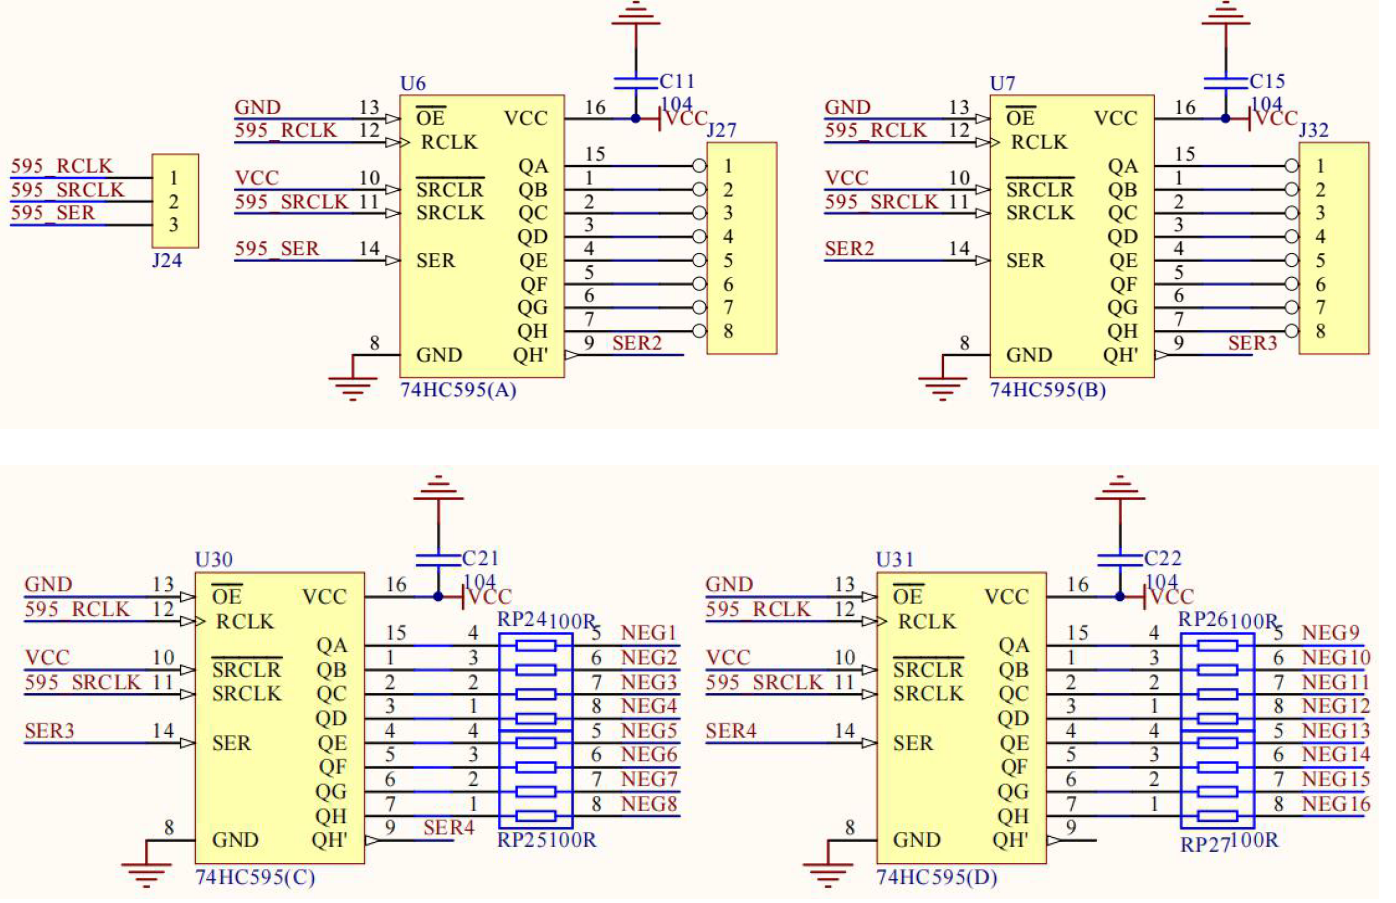 595_RCLK 1
595_SRCLK 2
595_SER 3
J24
U6
C11
104
VCC
GND 13 OE VCC 16
595_RCLK 12 RCLK
J27
QA 15 1
VCC 10 SRCLR QB 1 2
595_SRCLK 11 SRCLK QC 2 3
QD 3 4
595_SER 14 SER QE 4 5
QF 5 6
QG 6 7
QH 7 8
8 GND QH' 9 SER2
74HC595(A)
U7
C15
104
VCC
GND 13 OE VCC 16
595_RCLK 12 RCLK
J32
QA 15 1
VCC 10 SRCLR QB 1 2
595_SRCLK 11 SRCLK QC 2 3
QD 3 4
SER2 14 SER QE 4 5
QF 5 6
QG 6 7
QH 7 8
8 GND QH' 9 SER3
74HC595(B)
U30
C21
104
VCC
GND 13 OE VCC 16
595_RCLK 12 RCLK
RP24 100R
QA 15 4 5 NEG1
VCC 10 SRCLR QB 1 3 6 NEG2
595_SRCLK 11 SRCLK QC 2 2 7 NEG3
QD 3 1 8 NEG4
SER3 14 SER QE 4 4 5 NEG5
QF 5 3 6 NEG6
QG 6 2 7 NEG7
QH 7 1 8 NEG8
8 GND QH' 9 SER4
RP25 100R
74HC595(C)
U31
C22
104
VCC
GND 13 OE VCC 16
595_RCLK 12 RCLK
RP26 100R
QA 15 4 5 NEG9
VCC 10 SRCLR QB 1 3 6 NEG10
595_SRCLK 11 SRCLK QC 2 2 7 NEG11
QD 3 1 8 NEG12
SER4 14 SER QE 4 4 5 NEG13
QF 5 3 6 NEG14
QG 6 2 7 NEG15
QH 7 1 8 NEG16
8 GND QH' 9
RP27 100R
74HC595(D)